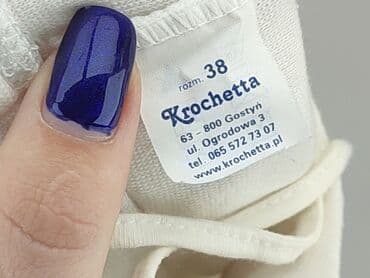 rozm. 38
Krochetta
63 - 800 Gostyń
ul. Ogrodowa 3
tel. 065 572 73 07
www.krochetta.pl